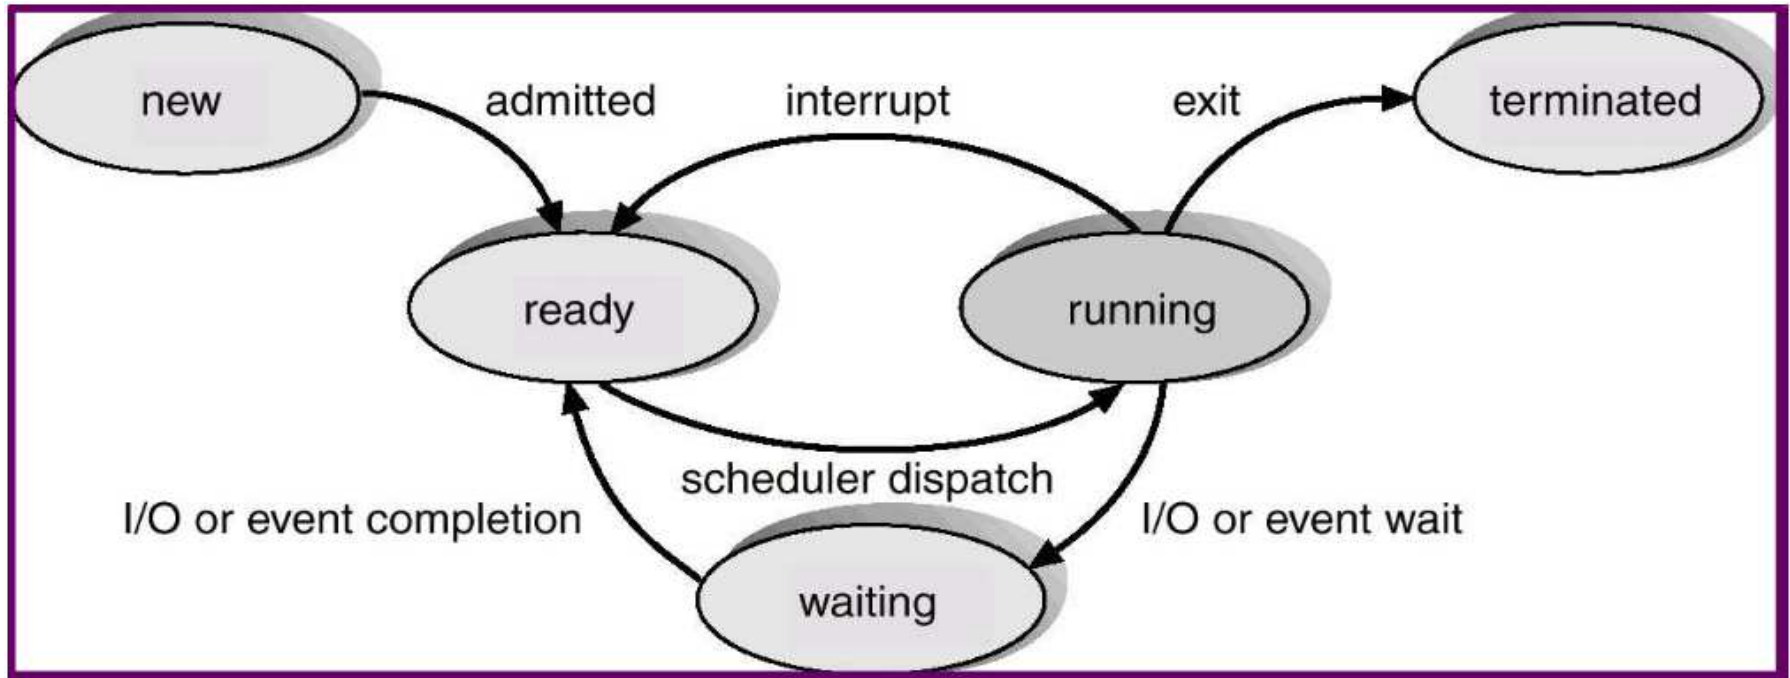 new
admitted
interrupt
exit
terminated
ready
running
scheduler dispatch
I/O or event completion
I/O or event wait
waiting